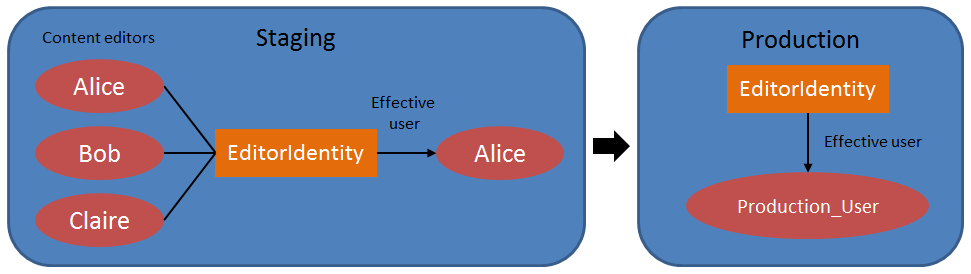 Staging
Content editors
Alice
Bob
Claire
EditorIdentity
Effective
user
Alice
Production
EditorIdentity
Effective user
Production_User